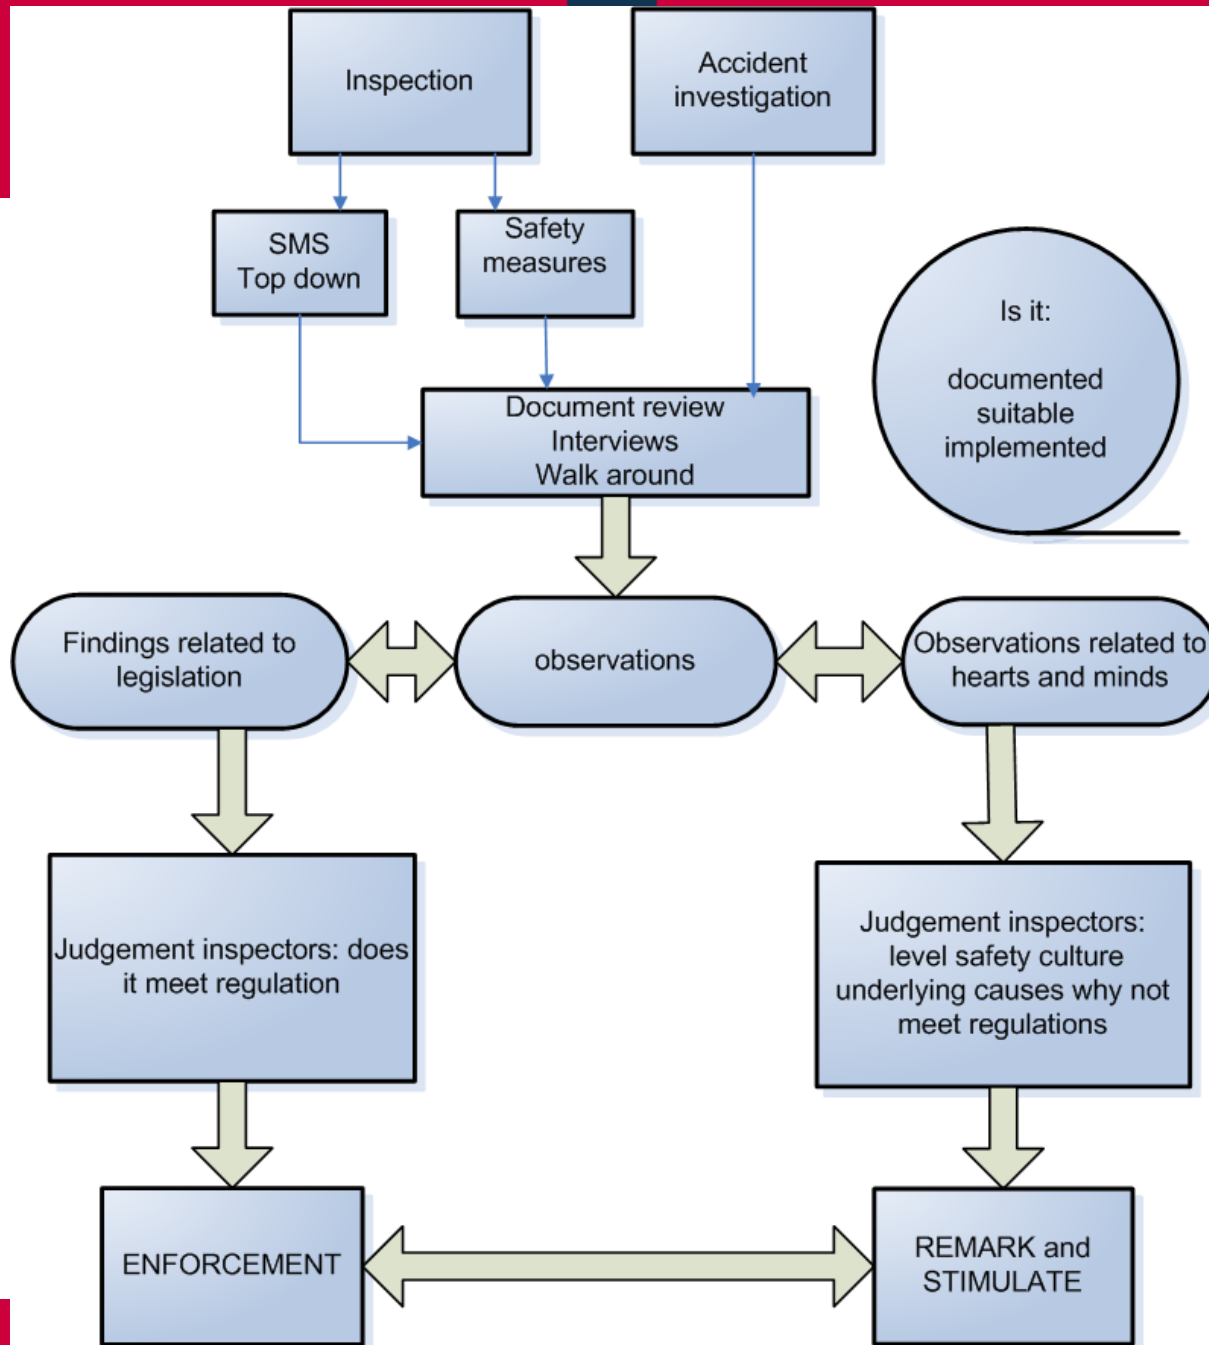 Inspection
Accident
investigation
SMS
Top down
Safety
measures
Is it:
documented
suitable
implemented
Document review
Interviews
Walk around
Findings related to
legislation
observations
Observations related to
hearts and minds
Judgement inspectors: does
it meet regulation
Judgement inspectors:
level safety culture
underlying causes why not
meet regulations
ENFORCEMENT
REMARK and
STIMULATE